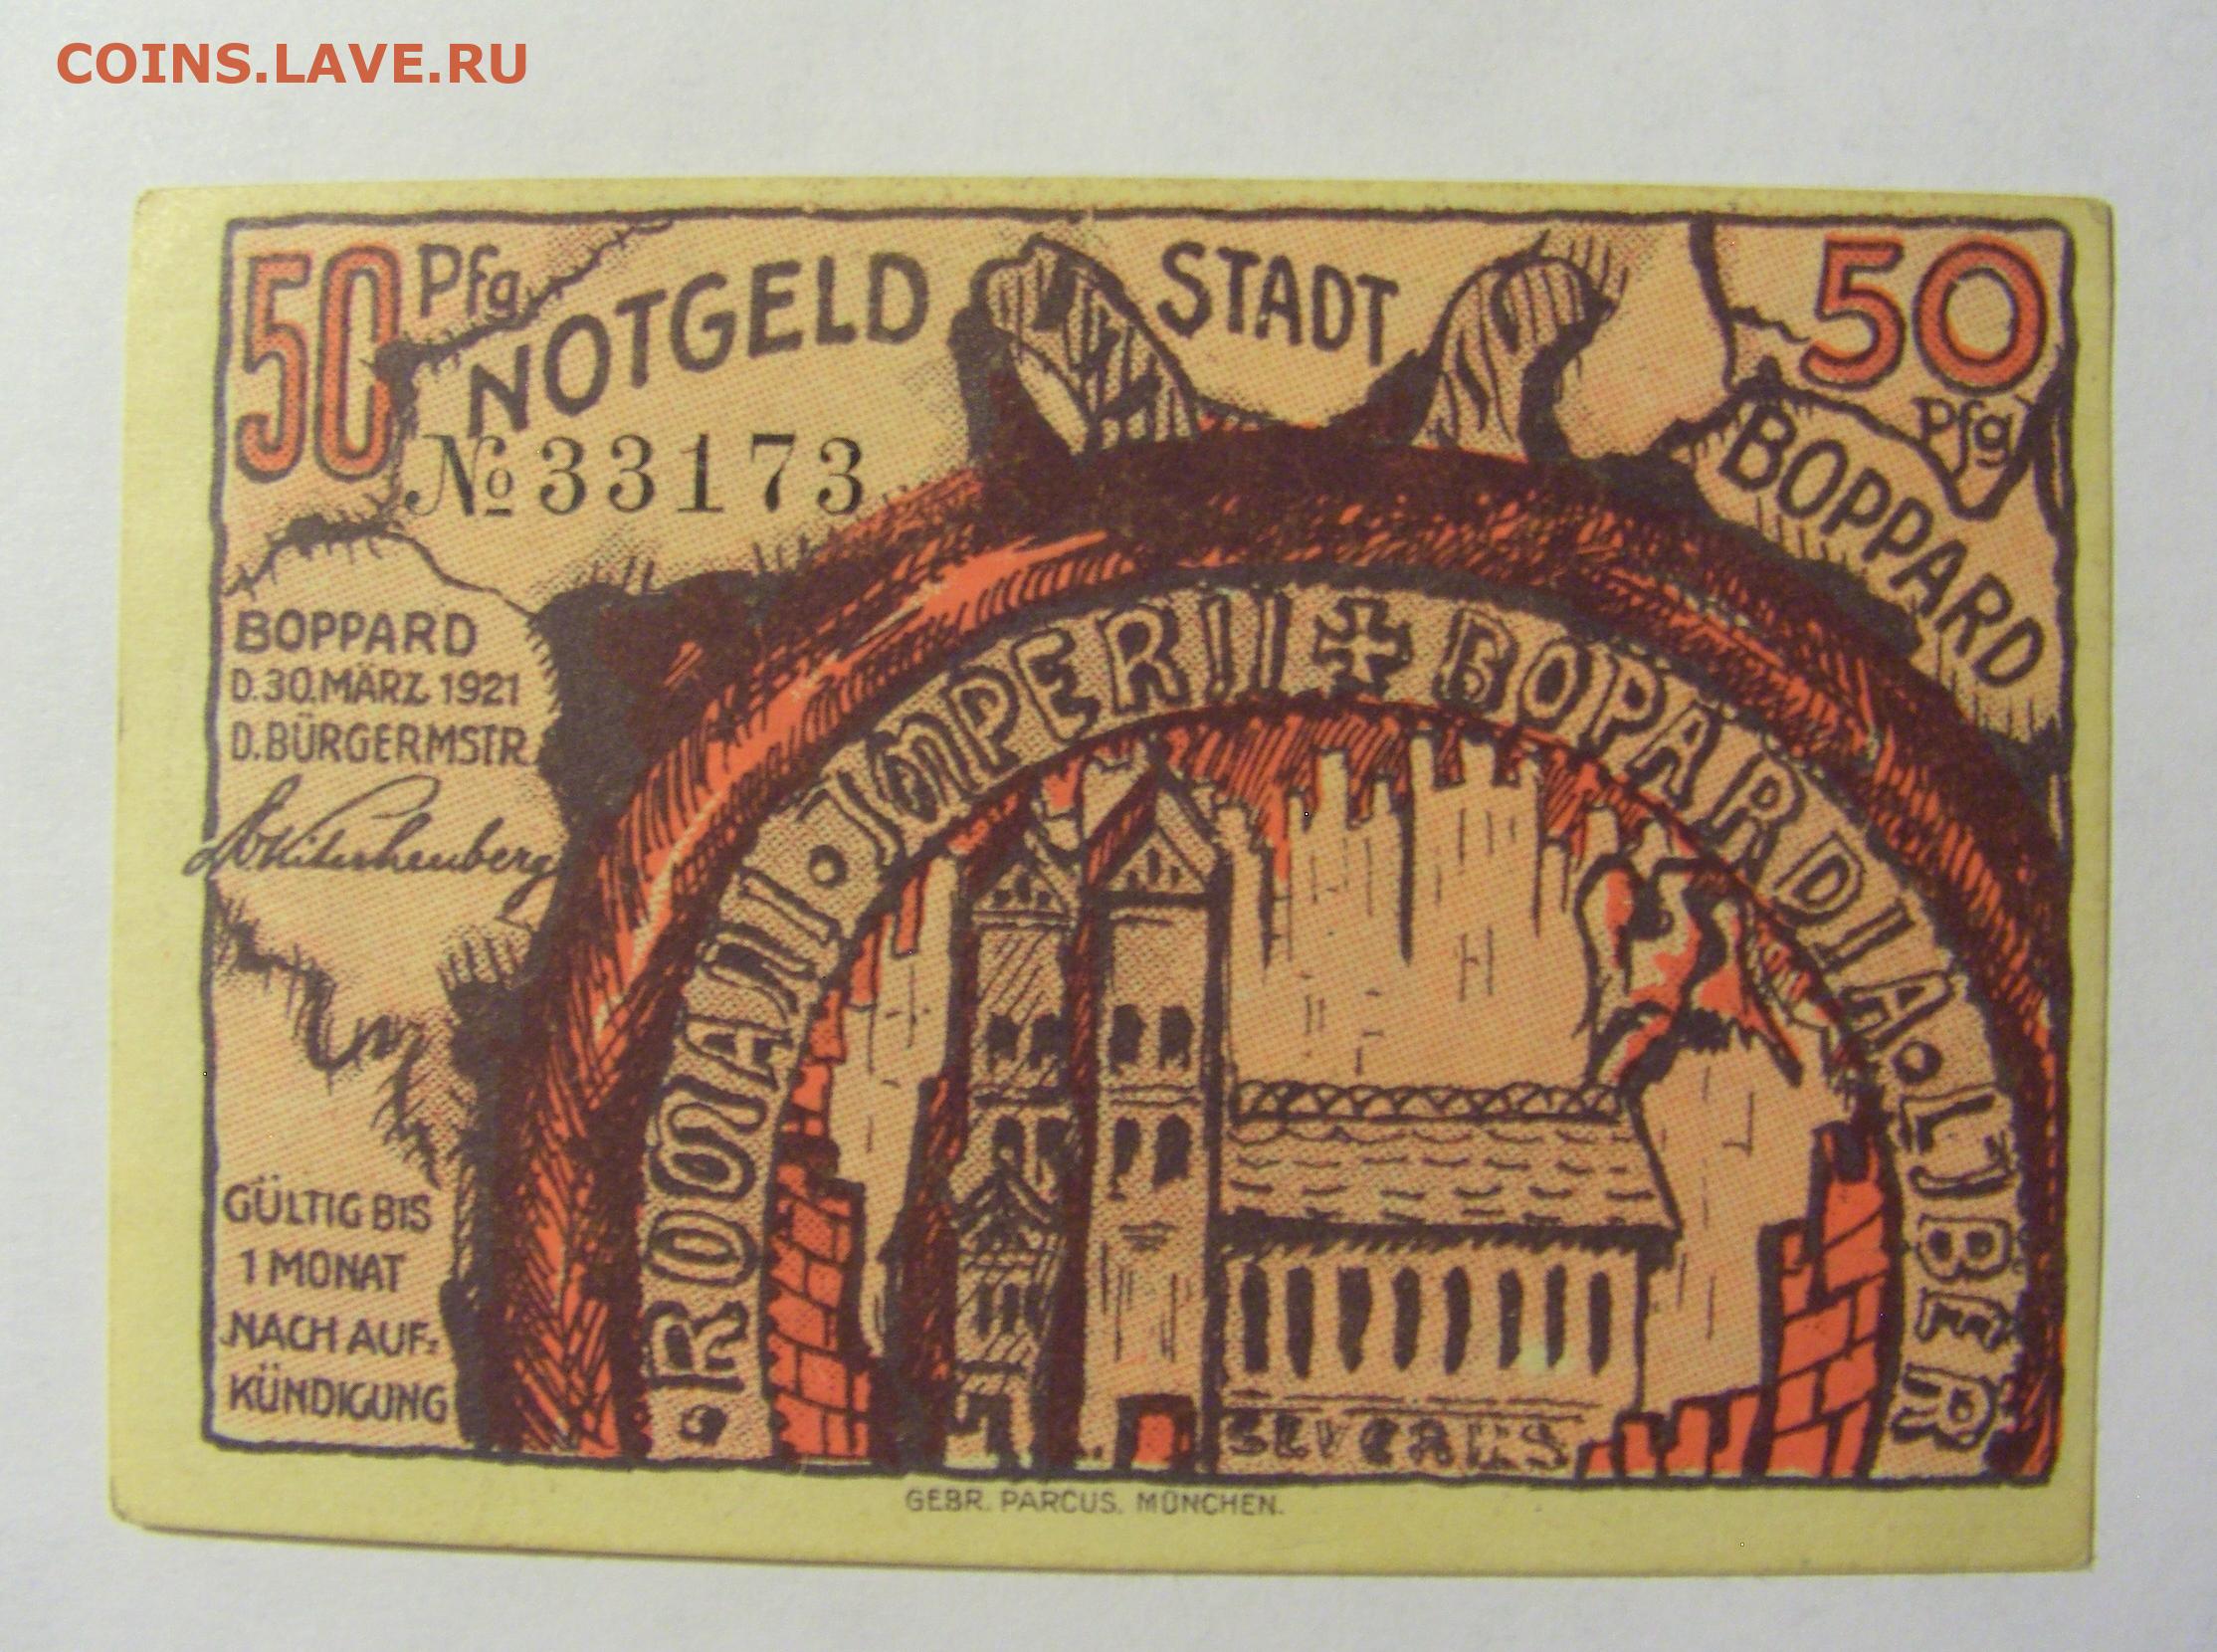 COINS.LAVE.RU
50 Pfg
NOTGELD STADT BOPPARD
50
Pfg
№ 33173
BOPPARD
D. 30. MÄRZ 1921
D. BÜRGERMSTR.
GÜLTIG BIS
1 MONAT
NACH AUF-
KÜNDIGUNG
• ROMANI • IMPERII ✠ BOPARDIA • LIBER
SEVERUS
GEBR. PARCUS. MÜNCHEN.